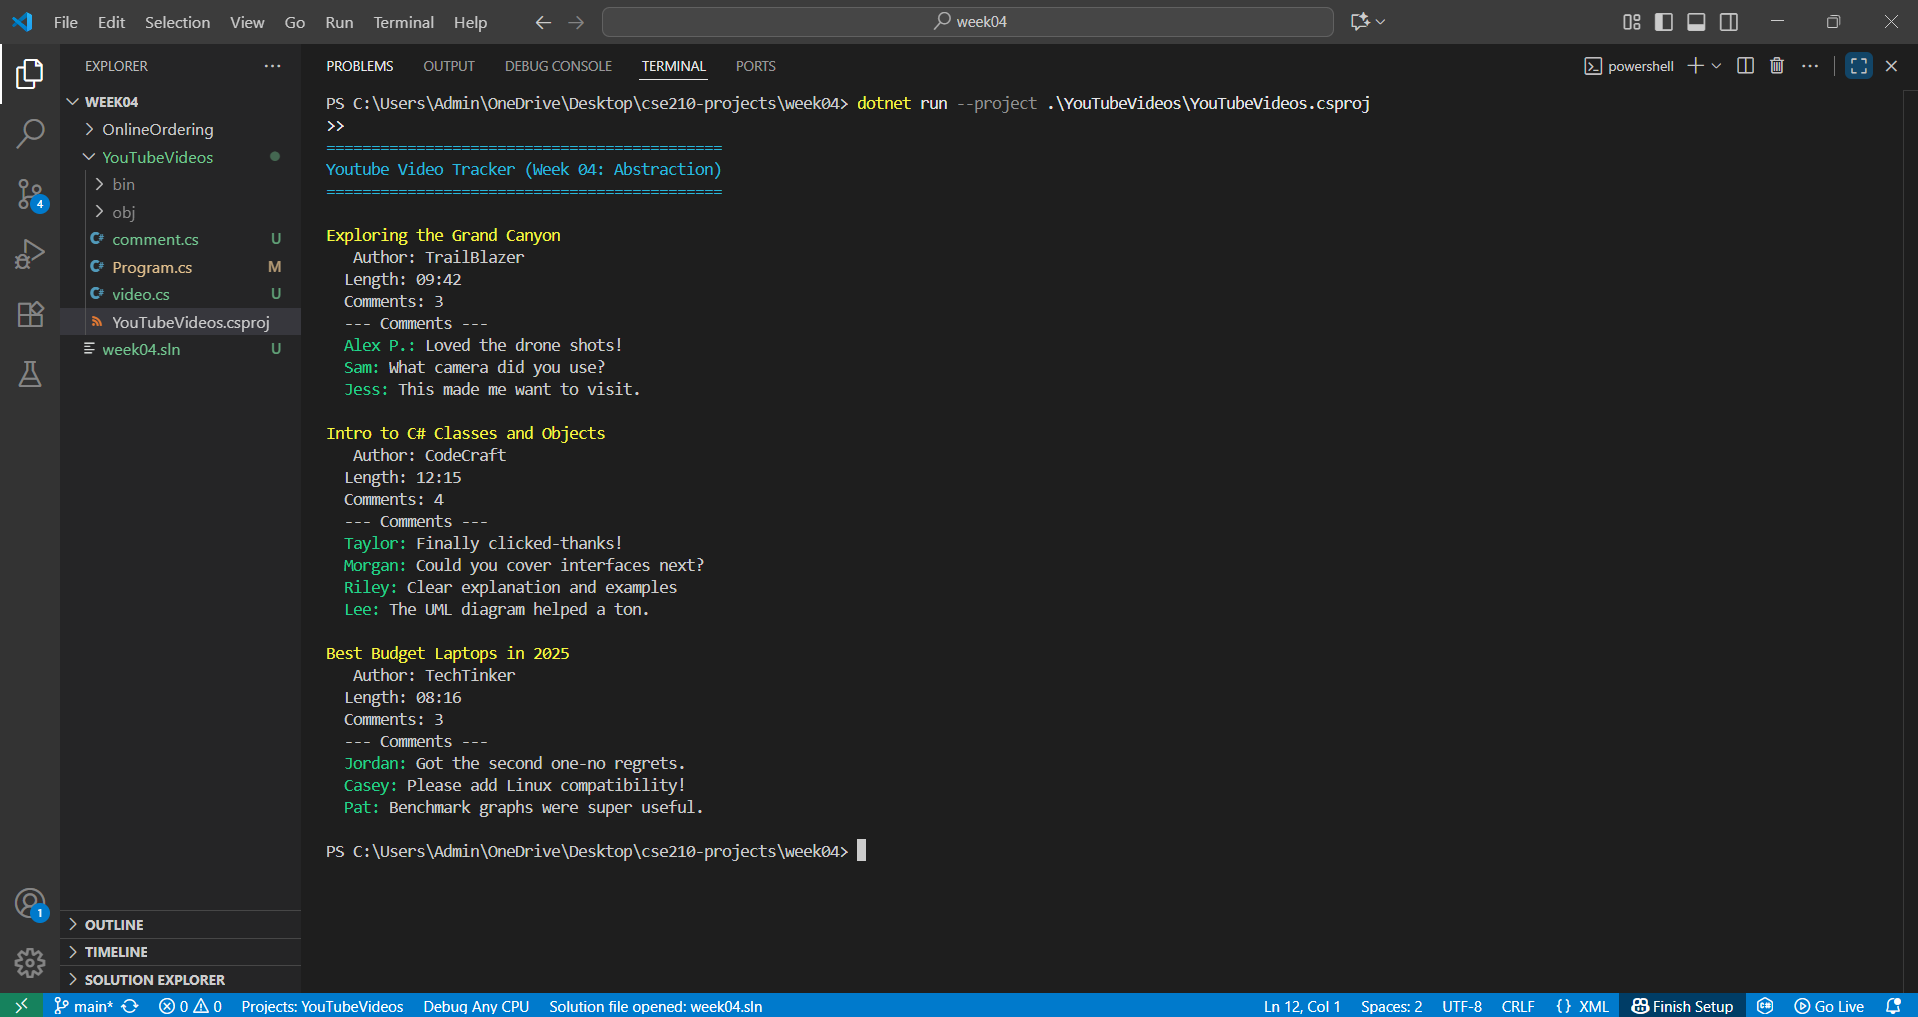 File Edit Selection View Go Run Terminal Help
week04
EXPLORER
WEEK04
OnlineOrdering
YouTubeVideos
bin
obj
comment.cs U
Program.cs M
video.cs U
YouTubeVideos.csproj
week04.sln U
4
1
OUTLINE
TIMELINE
SOLUTION EXPLORER
PROBLEMS OUTPUT DEBUG CONSOLE TERMINAL PORTS
powershell
PS C:\Users\Admin\OneDrive\Desktop\cse210-projects\week04> dotnet run --project .\YouTubeVideos\YouTubeVideos.csproj
>>
============================================
Youtube Video Tracker (Week 04: Abstraction)
============================================
Exploring the Grand Canyon
Author: TrailBlazer
Length: 09:42
Comments: 3
--- Comments ---
Alex P.: Loved the drone shots!
Sam: What camera did you use?
Jess: This made me want to visit.
Intro to C# Classes and Objects
Author: CodeCraft
Length: 12:15
Comments: 4
--- Comments ---
Taylor: Finally clicked-thanks!
Morgan: Could you cover interfaces next?
Riley: Clear explanation and examples
Lee: The UML diagram helped a ton.
Best Budget Laptops in 2025
Author: TechTinker
Length: 08:16
Comments: 3
--- Comments ---
Jordan: Got the second one-no regrets.
Casey: Please add Linux compatibility!
Pat: Benchmark graphs were super useful.
PS C:\Users\Admin\OneDrive\Desktop\cse210-projects\week04>
main* 0 0 Projects: YouTubeVideos Debug Any CPU Solution file opened: week04.sln Ln 12, Col 1 Spaces: 2 UTF-8 CRLF {} XML Finish Setup Go Live